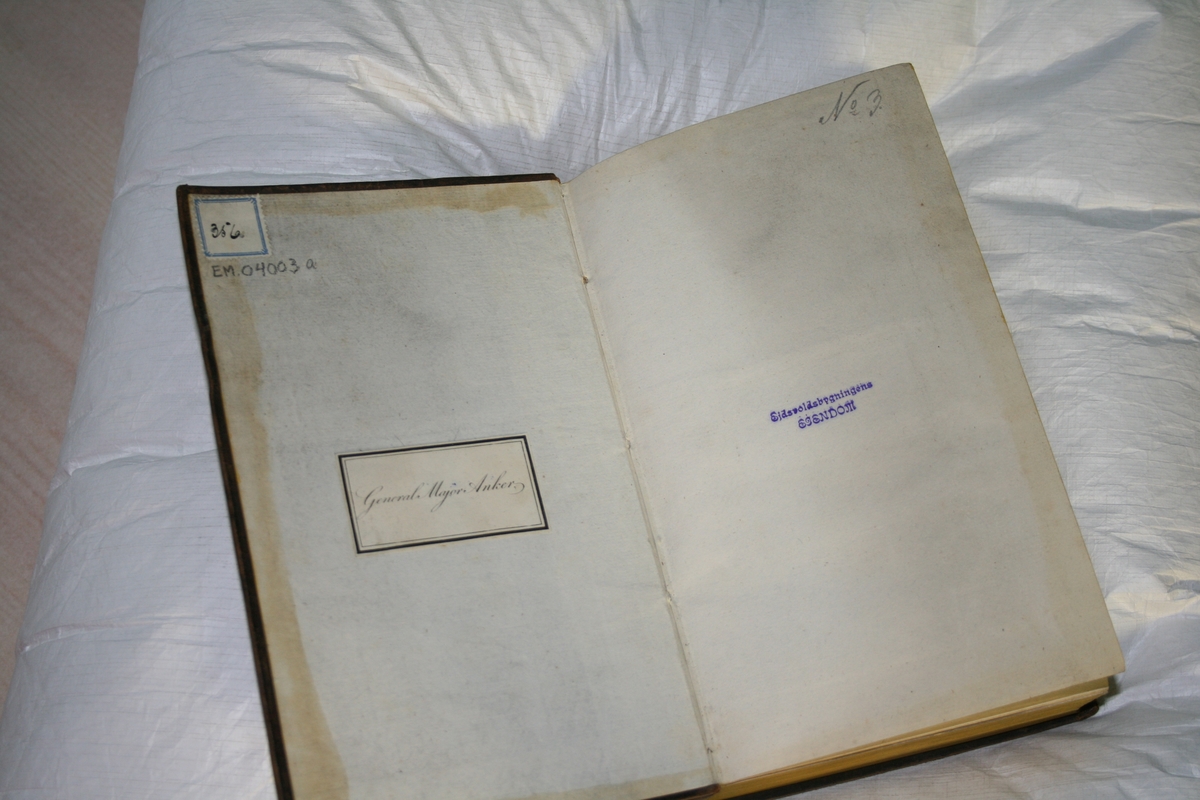 356.
EM.04003 a
General Major Anker.
No 3.
Eidsvoldsbygningens
EIENDOM